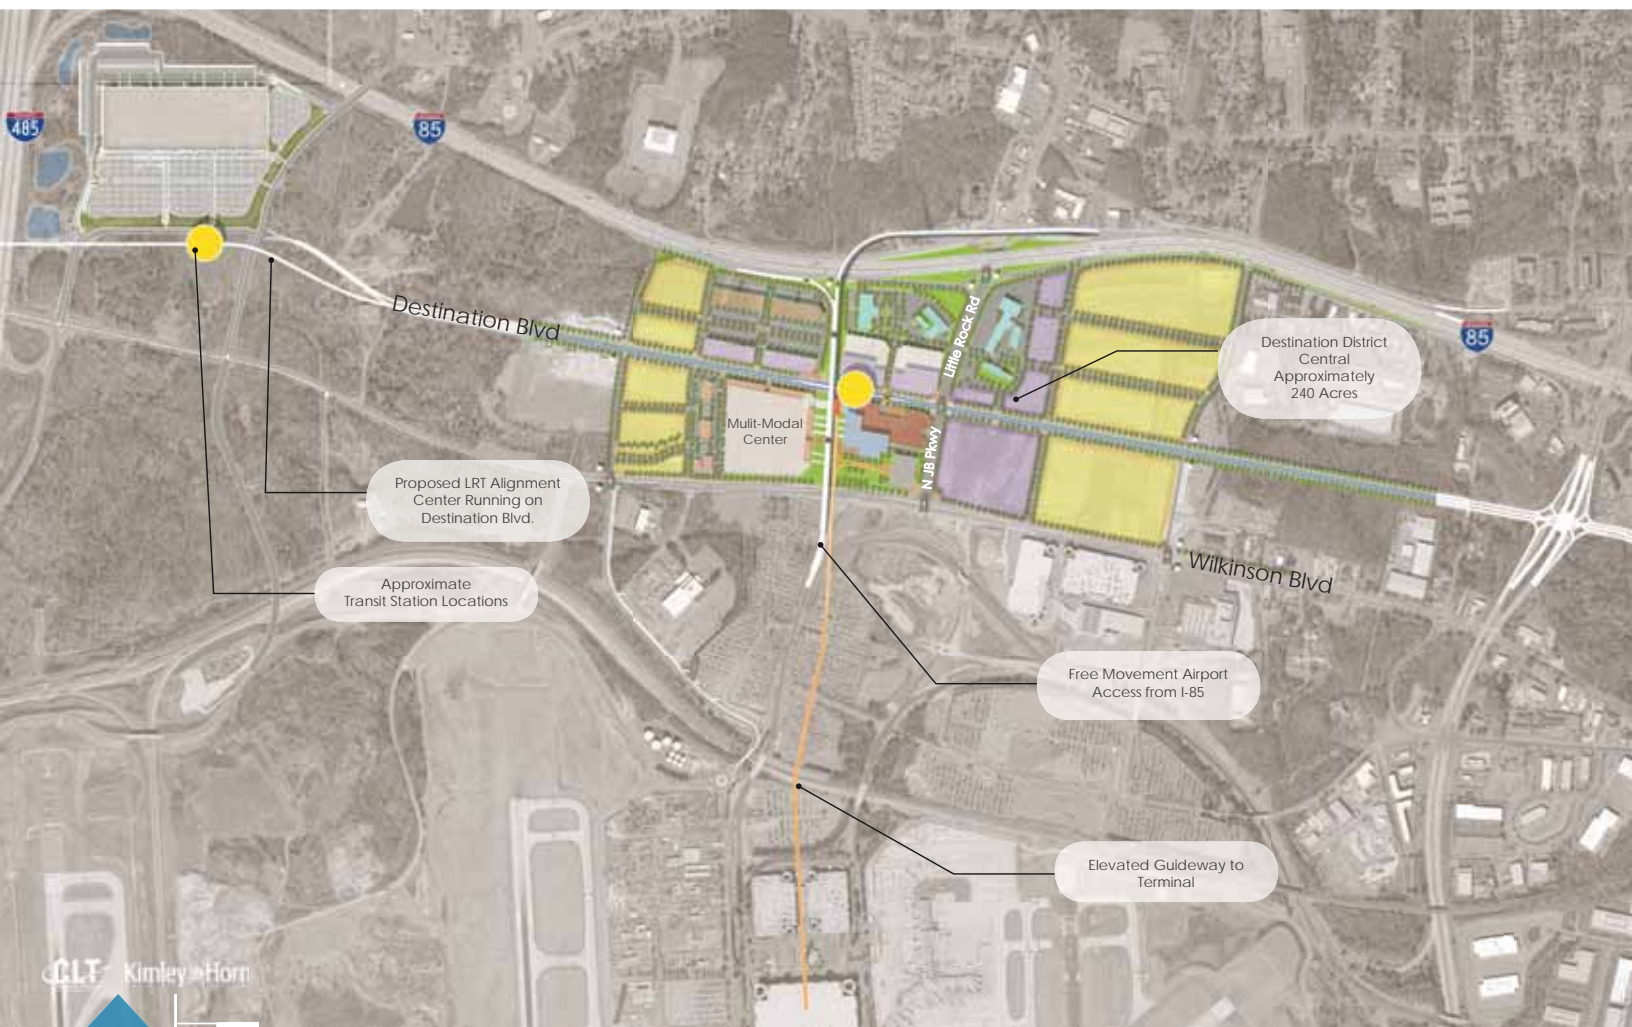 485
85
Destination Blvd
Little Rock Rd
85
Destination District
Central
Approximately
240 Acres
Mulit-Modal
Center
N JB Pkwy
Proposed LRT Alignment
Center Running on
Destination Blvd.
Wilkinson Blvd
Approximate
Transit Station Locations
Free Movement Airport
Access from I-85
Elevated Guideway to
Terminal
CLT Kimley»Horn